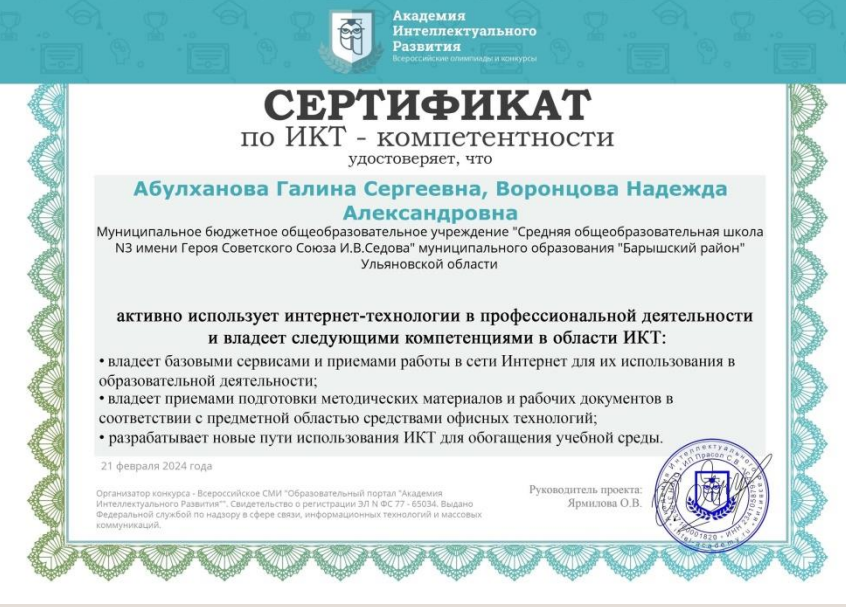 Академия
Интеллектуального
Развития
Всероссийские олимпиады и конкурсы
СЕРТИФИКАТ
по ИКТ - компетентности
удостоверяет, что
Абулханова Галина Сергеевна, Воронцова Надежда
Александровна
Муниципальное бюджетное общеобразовательное учреждение "Средняя общеобразовательная школа
N3 имени Героя Советского Союза И.В.Седова" муниципального образования "Барышский район"
Ульяновской области
активно использует интернет-технологии в профессиональной деятельности
и владеет следующими компетенциями в области ИКТ:
• владеет базовыми сервисами и приемами работы в сети Интернет для их использования в
образовательной деятельности;
• владеет приемами подготовки методических материалов и рабочих документов в
соответствии с предметной областью средствами офисных технологий;
• разрабатывает новые пути использования ИКТ для обогащения учебной среды.
21 февраля 2024 года
Организатор конкурса - Всероссийское СМИ "Образовательный портал "Академия
Интеллектуального Развития"". Свидетельство о регистрации ЭЛ N ФС 77 - 65034. Выдано
Федеральной службой по надзору в сфере связи, информационных технологий и массовых
коммуникаций.
Руководитель проекта:
Ярмилова О.В.